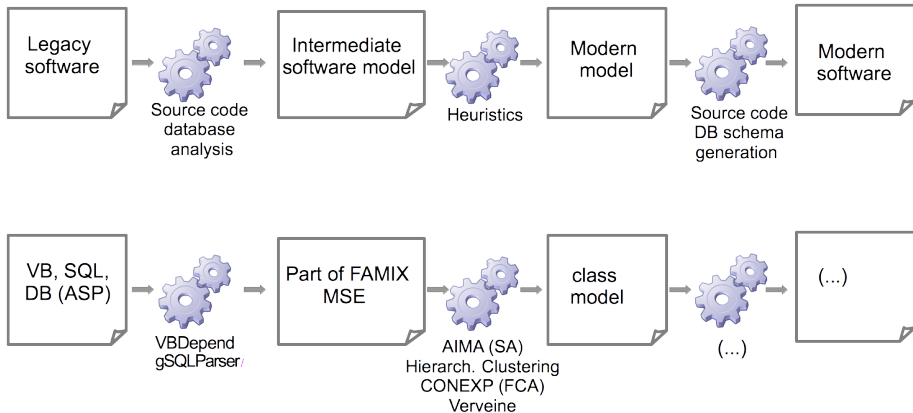 Legacy
software
Source code
database
analysis
Intermediate
software model
Heuristics
Modern
model
Source code
DB schema
generation
Modern
software
VB, SQL,
DB (ASP)
VBDepend
gSQLParser/
Part of FAMIX
MSE
AIMA (SA)
Hierarch. Clustering
CONEXP (FCA)
Verveine
class
model
(...)
(...)